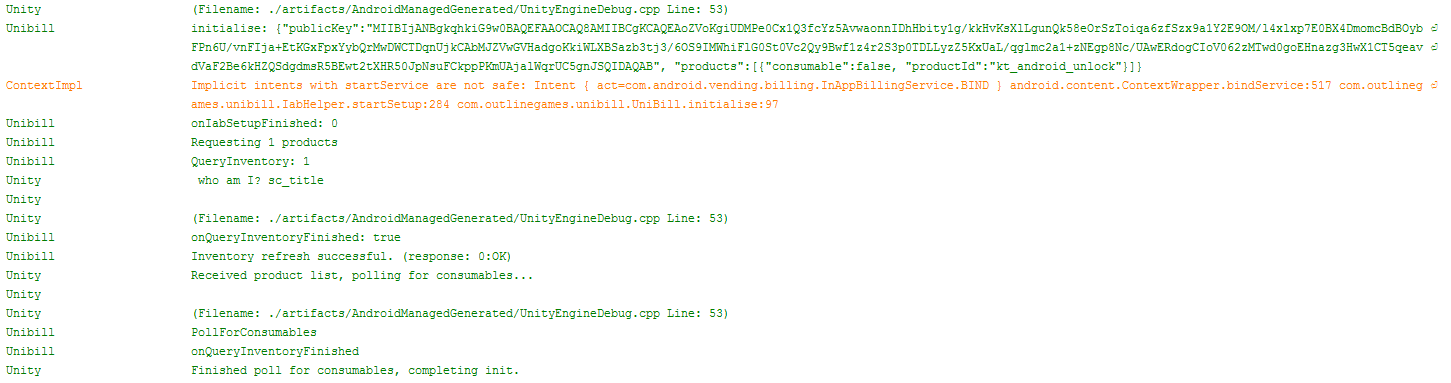 Unity (Filename: ./artifacts/AndroidManagedGenerated/UnityEngineDebug.cpp Line: 53)
Unibill initialise: {"publicKey":"MIIBIjANBgkqhkiG9w0BAQEFAAOCAQ8AMIIBCgKCAQEAoZVoKgiUDMPe0Cx1Q3fcYz5AvwaonnIDhHbity1g/kkHvKsXlLgunQk58eOrSzToiqa6zfSzx9a1Y2E9OM/l4xlxp7E0BX4DmomcBdBOyb
FPn6U/vnFIja+EtKGxFpxYybQrMwDWCTDqnUjkCAbMJZVwGVHadgoKkiWLXBSazb3tj3/6OS9IMWhiFlG0St0Vc2Qy9Bwf1z4r2S3p0TDLLyzZ5KxUaL/qglmc2a1+zNEgp8Nc/UAwERdogCIoV062zMTwd0goEHnazg3HwX1CT5qeav
dVaF2Be6kHZQSdgdmsR5BEwt2tXHR50JpNsuFCkppPKmUAjalWqrUC5gnJSQIDAQAB", "products":[{"consumable":false, "productId":"kt_android_unlock"}]}
ContextImpl Implicit intents with startService are not safe: Intent { act=com.android.vending.billing.InAppBillingService.BIND } android.content.ContextWrapper.bindService:517 com.outlineg
ames.unibill.IabHelper.startSetup:284 com.outlinegames.unibill.UniBill.initialise:97
Unibill onIabSetupFinished: 0
Unibill Requesting 1 products
Unibill QueryInventory: 1
Unity who am I? sc_title
Unity
Unity (Filename: ./artifacts/AndroidManagedGenerated/UnityEngineDebug.cpp Line: 53)
Unibill onQueryInventoryFinished: true
Unibill Inventory refresh successful. (response: 0:OK)
Unity Received product list, polling for consumables...
Unity
Unity (Filename: ./artifacts/AndroidManagedGenerated/UnityEngineDebug.cpp Line: 53)
Unibill PollForConsumables
Unibill onQueryInventoryFinished
Unity Finished poll for consumables, completing init.